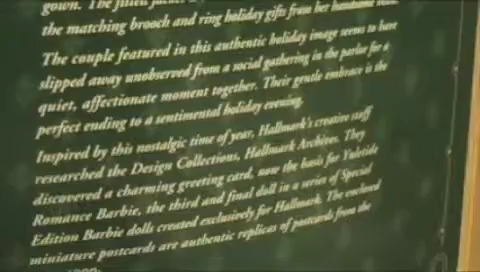 gown. The fitted
the matching brooch and ring holiday gifts from her handsome
The couple featured in this authentic holiday image seems to have
slipped away unobserved from a social gathering in the parlor for a
quiet, affectionate moment together. Their gentle embrace is the
perfect ending to a sentimental holiday evening.
Inspired by this nostalgic time of year, Hallmark's creative staff
researched the Design Collections, Hallmark Archives. They
discovered a charming greeting card, now the basis for Yuletide
Romance Barbie, the third and final doll in a series of Special
Edition Barbie dolls created exclusively for Hallmark. The enclosed
miniature postcards are authentic replicas of postcards from the